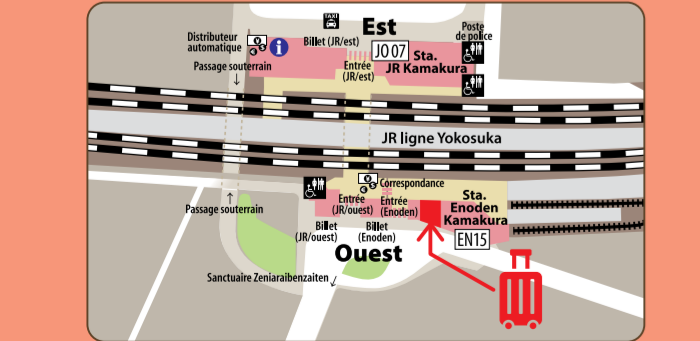 TAXI
Est
Distributeur
automatique
Billet (JR/est)
JO 07
Poste
de police
Passage souterrain
Entrée
(JR/est)
Sta.
JR Kamakura
JR ligne Yokosuka
Correspondance
Passage souterrain
Entrée
(JR/ouest)
Entrée
(Enoden)
Sta.
Enoden
Kamakura
Billet
(JR/ouest)
Billet
(Enoden)
EN15
Ouest
Sanctuaire Zeniaraibenzaiten